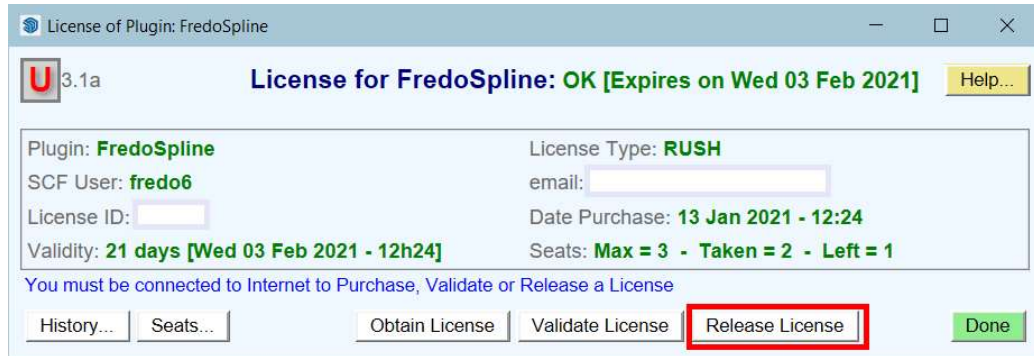 License of Plugin: FredoSpline
U 3.1a License for FredoSpline: OK [Expires on Wed 03 Feb 2021] Help...
Plugin: FredoSpline License Type: RUSH
SCF User: fredo6 email:
License ID: Date Purchase: 13 Jan 2021 - 12:24
Validity: 21 days [Wed 03 Feb 2021 - 12h24] Seats: Max = 3 - Taken = 2 - Left = 1
You must be connected to Internet to Purchase, Validate or Release a License
History... Seats... Obtain License Validate License Release License Done